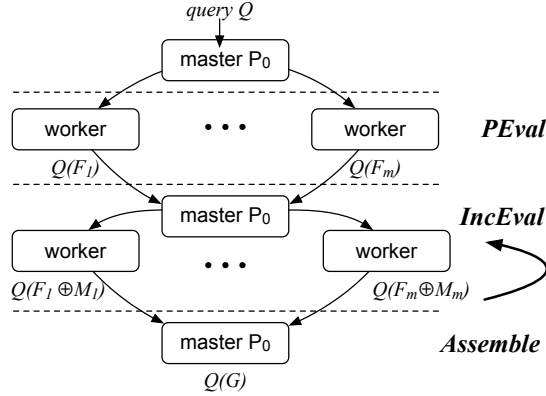 query Q
master P₀
worker
• • •
worker
PEval
Q(F₁)
Q(Fₘ)
master P₀
IncEval
worker
• • •
worker
Q(F₁ ⊕M₁)
Q(Fₘ⊕Mₘ)
master P₀
Assemble
Q(G)